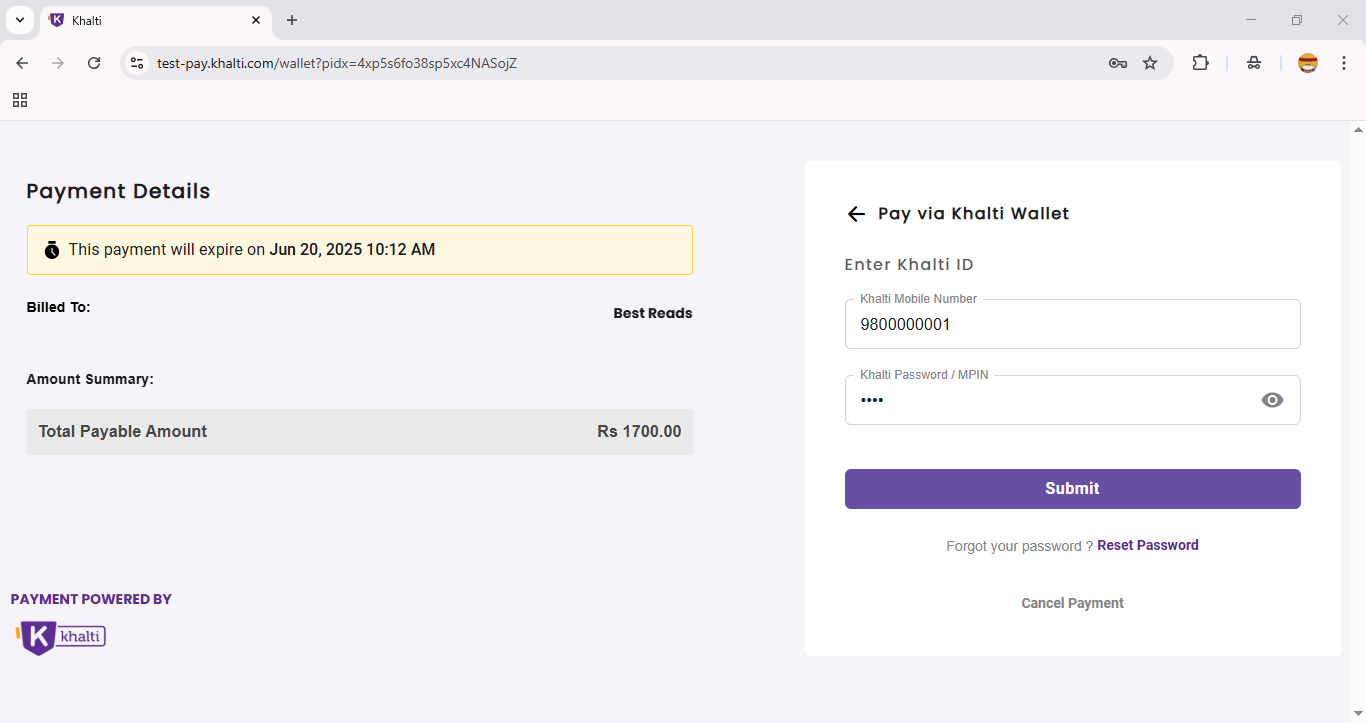 Khalti
test-pay.khalti.com/wallet?pidx=4xp5s6fo38sp5xc4NASojZ
Payment Details
This payment will expire on Jun 20, 2025 10:12 AM
Billed To:
Best Reads
Amount Summary:
Total Payable Amount Rs 1700.00
PAYMENT POWERED BY
K khalti
Pay via Khalti Wallet
Enter Khalti ID
Khalti Mobile Number
9800000001
Khalti Password / MPIN
••••
Submit
Forgot your password ? Reset Password
Cancel Payment